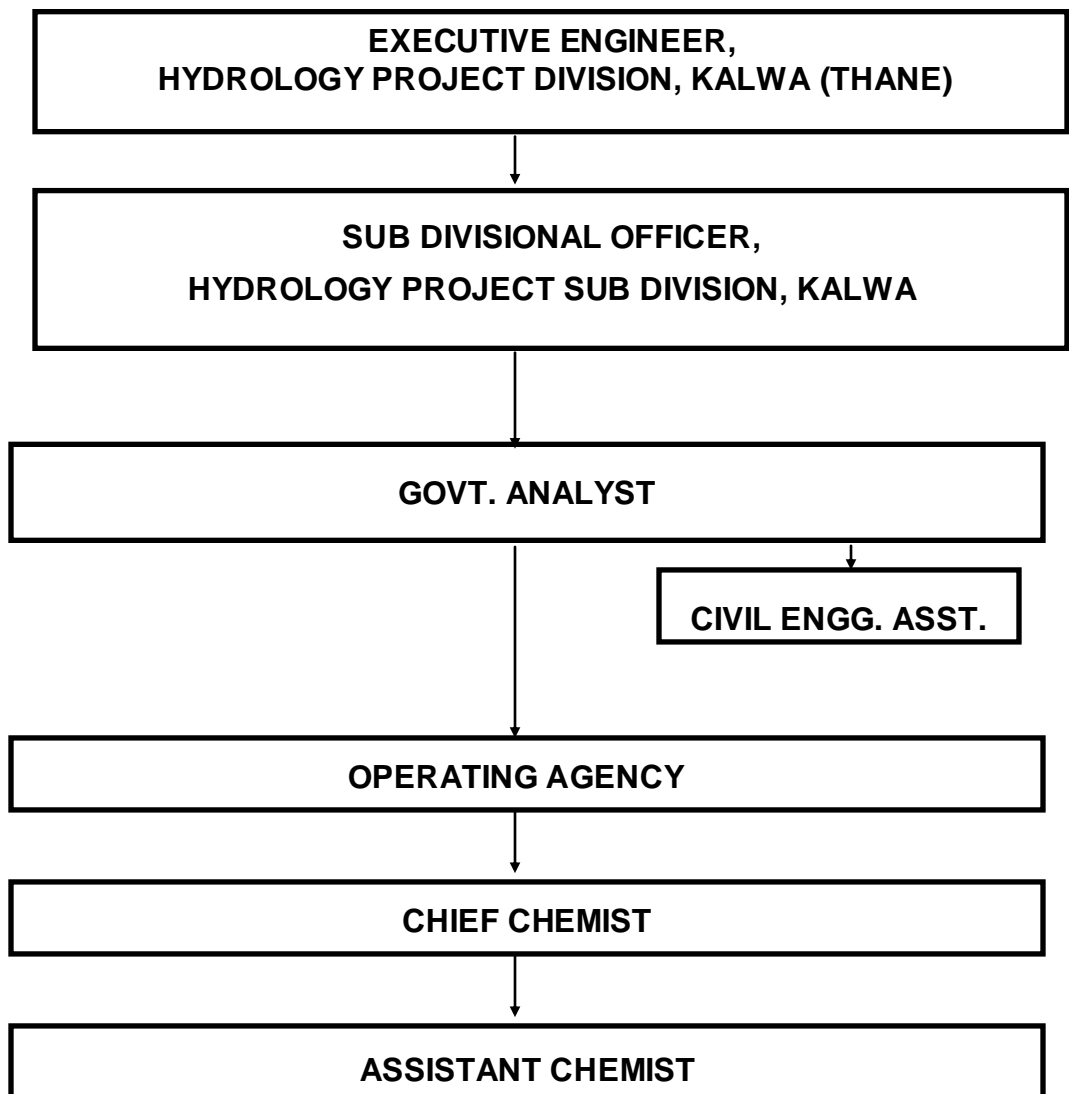 EXECUTIVE ENGINEER,
HYDROLOGY PROJECT DIVISION, KALWA (THANE)
SUB DIVISIONAL OFFICER,
HYDROLOGY PROJECT SUB DIVISION, KALWA
GOVT. ANALYST
CIVIL ENGG. ASST.
OPERATING AGENCY
CHIEF CHEMIST
ASSISTANT CHEMIST